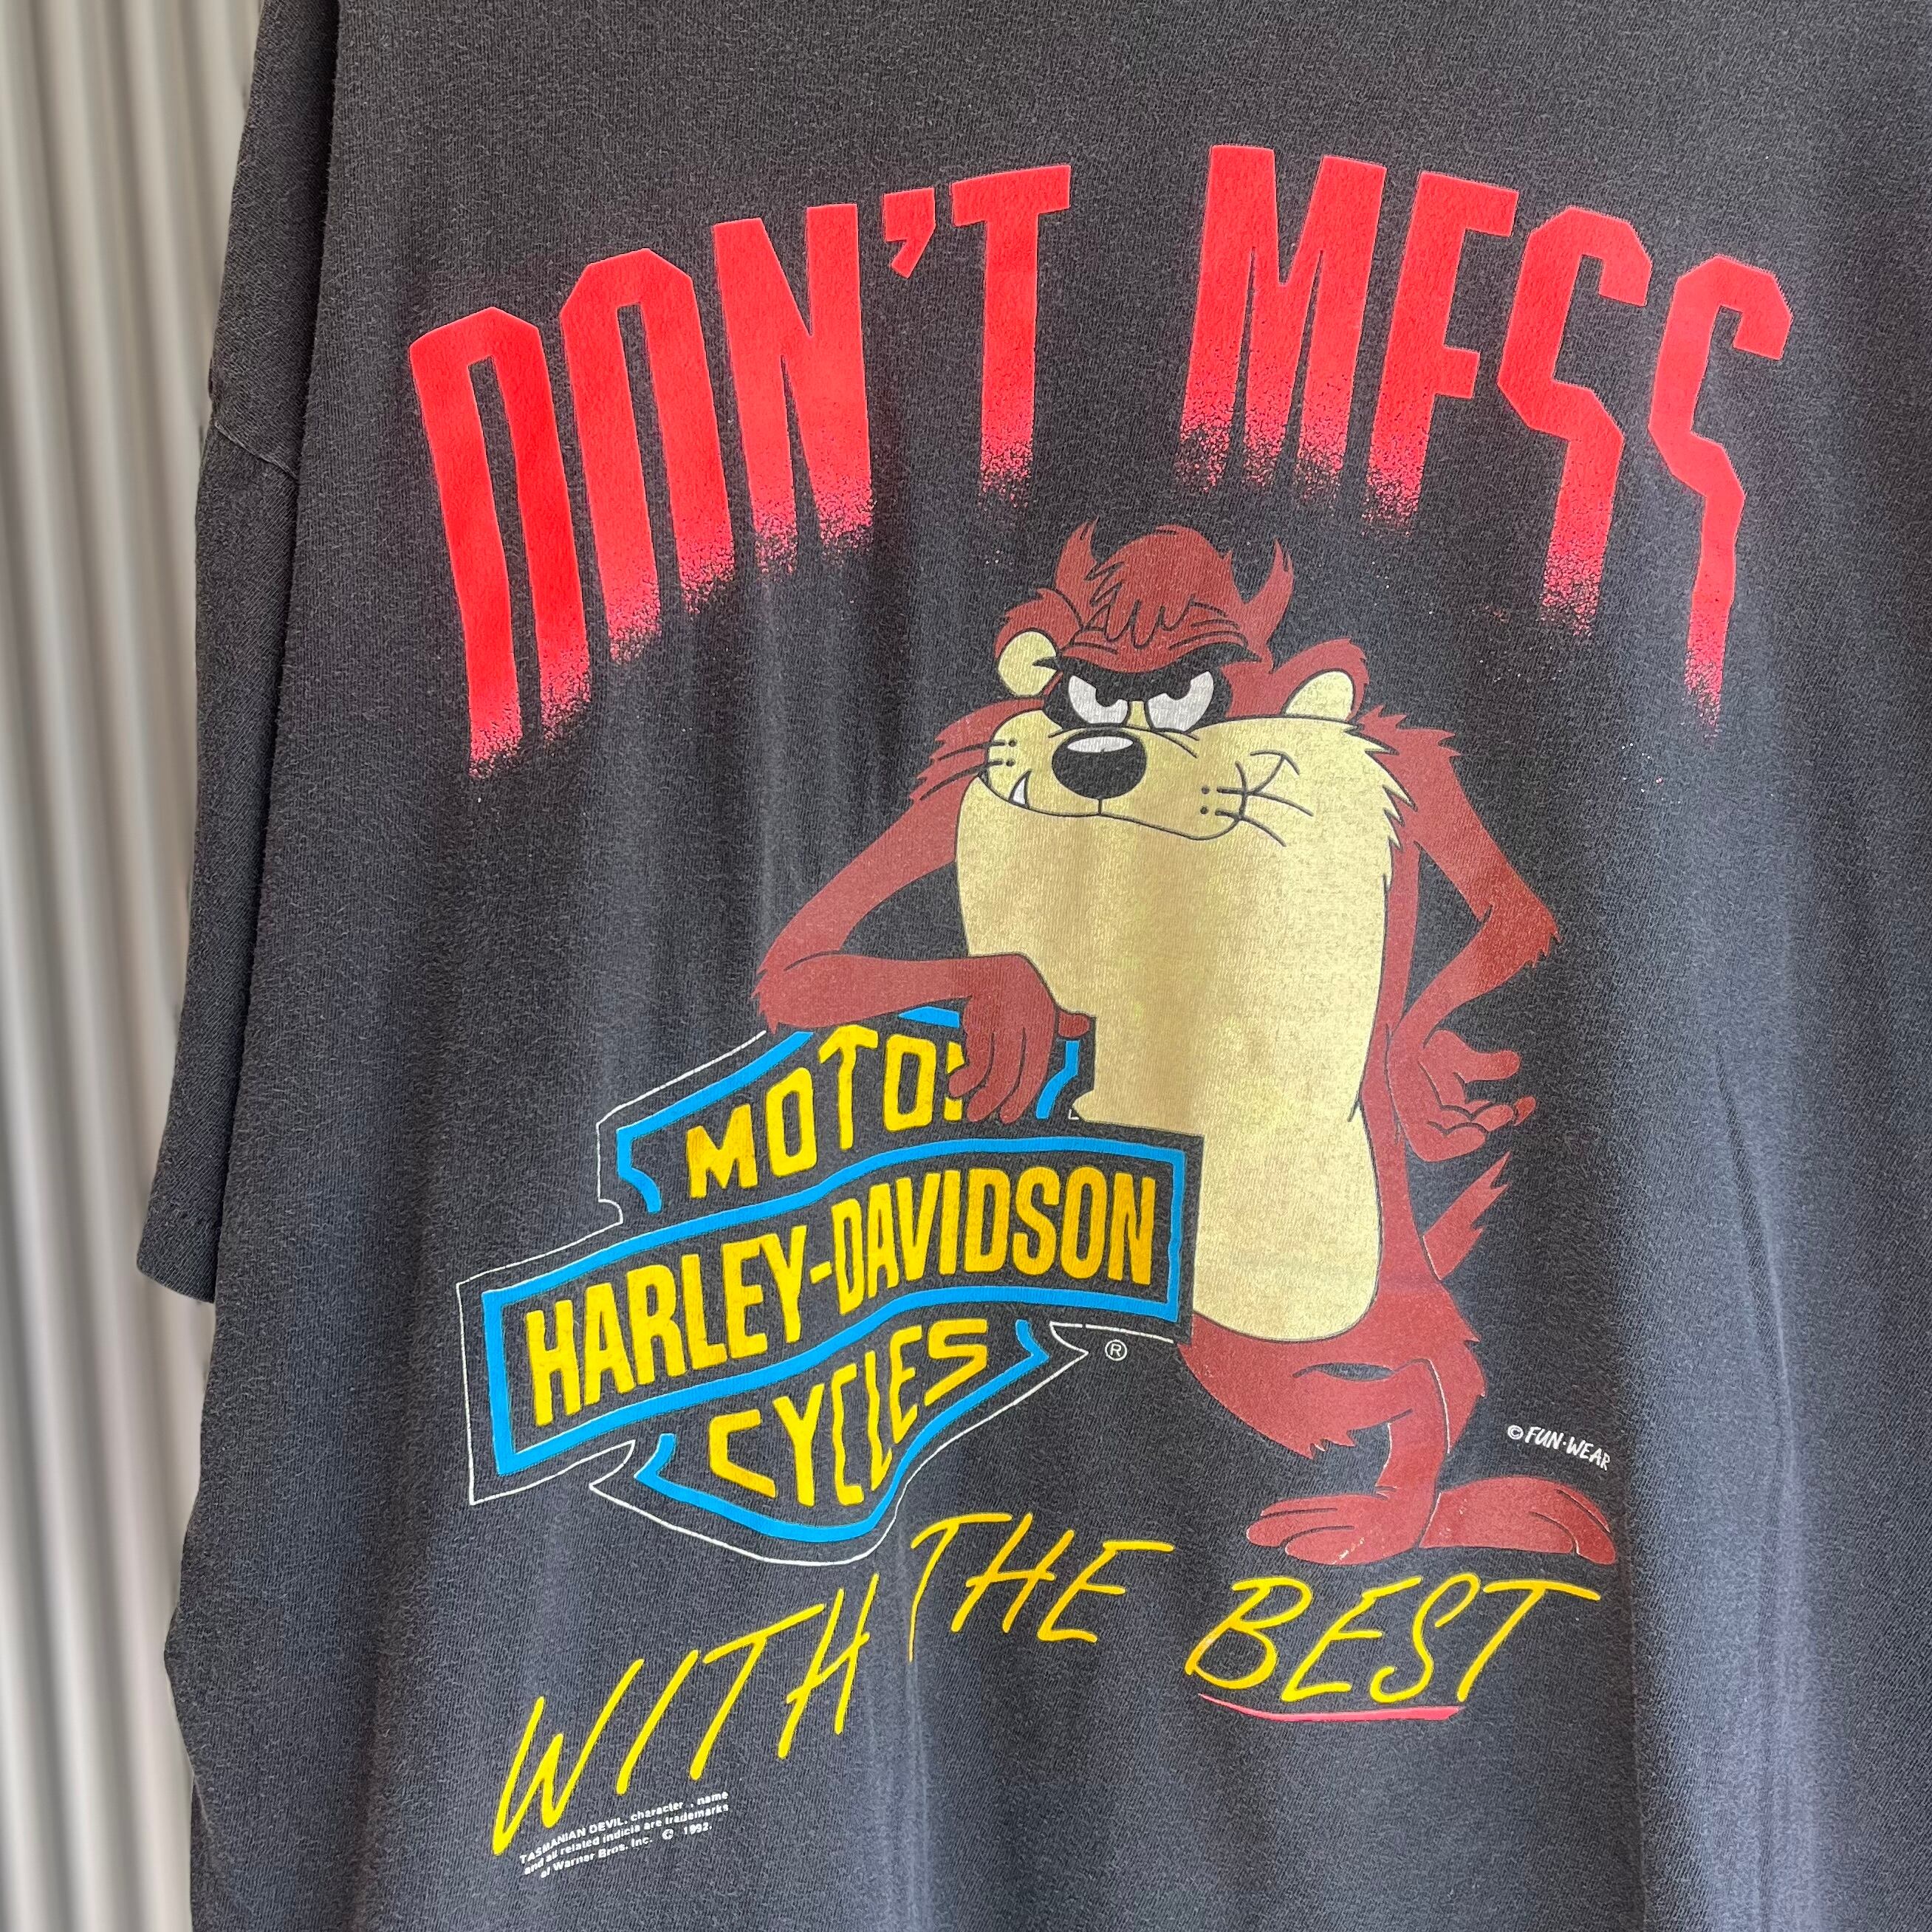 DON'T MESS
MOTOR
HARLEY-DAVIDSON
CYCLES
®
© FUN-WEAR
WITH THE BEST
TASMANIAN DEVIL, character, name
and all related indicia are trademarks
of Warner Bros. Inc. © 1992.